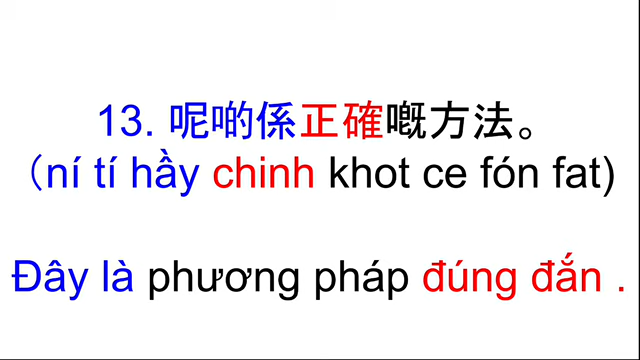 13. 呢啲係正確嘅方法。
(ní tí hầy chinh khot ce fón fat)
Đây là phương pháp đúng đắn .